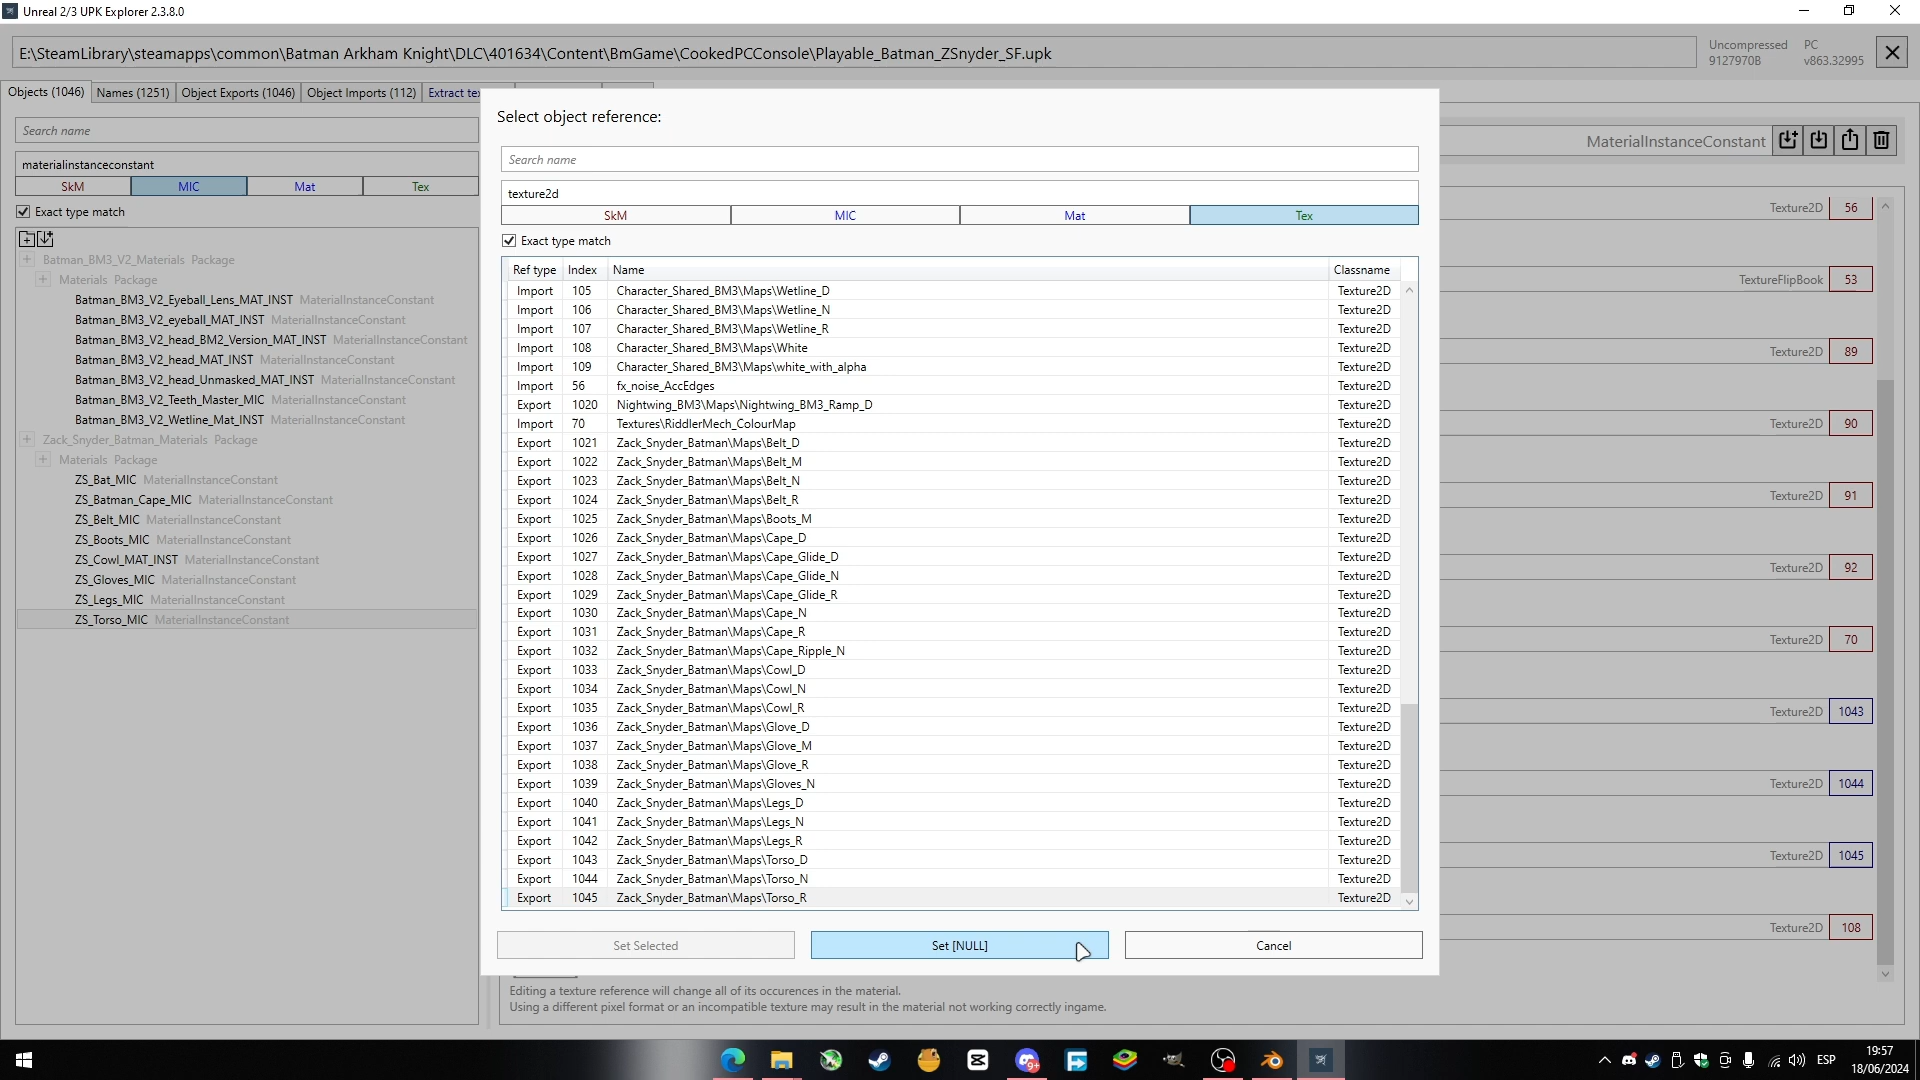 Unreal 2/3 UPK Explorer 2.3.8.0
E:\SteamLibrary\steamapps\common\Batman Arkham Knight\DLC\401634\Content\BmGame\CookedPCConsole\Playable_Batman_ZSnyder_SF.upk
Uncompressed PC
9127970B v863.32995
Objects (1046) Names (1251) Object Exports (1046) Object Imports (112) Extract tex
Search name
materialinstanceconstant
SkM MIC Mat Tex
Exact type match
Batman_BM3_V2_Materials Package
Materials Package
Batman_BM3_V2_Eyeball_Lens_MAT_INST MaterialInstanceConstant
Batman_BM3_V2_eyeball_MAT_INST MaterialInstanceConstant
Batman_BM3_V2_head_BM2_Version_MAT_INST MaterialInstanceConstant
Batman_BM3_V2_head_MAT_INST MaterialInstanceConstant
Batman_BM3_V2_head_Unmasked_MAT_INST MaterialInstanceConstant
Batman_BM3_V2_Teeth_Master_MIC MaterialInstanceConstant
Batman_BM3_V2_Wetline_Mat_INST MaterialInstanceConstant
Zack_Snyder_Batman_Materials Package
Materials Package
ZS_Bat_MIC MaterialInstanceConstant
ZS_Batman_Cape_MIC MaterialInstanceConstant
ZS_Belt_MIC MaterialInstanceConstant
ZS_Boots_MIC MaterialInstanceConstant
ZS_Cowl_MAT_INST MaterialInstanceConstant
ZS_Gloves_MIC MaterialInstanceConstant
ZS_Legs_MIC MaterialInstanceConstant
ZS_Torso_MIC MaterialInstanceConstant
Select object reference:
Search name
texture2d
SkM MIC Mat Tex
Exact type match
Ref type Index Name Classname
Import 105 Character_Shared_BM3\Maps\Wetline_D Texture2D
Import 106 Character_Shared_BM3\Maps\Wetline_N Texture2D
Import 107 Character_Shared_BM3\Maps\Wetline_R Texture2D
Import 108 Character_Shared_BM3\Maps\White Texture2D
Import 109 Character_Shared_BM3\Maps\white_with_alpha Texture2D
Import 56 fx_noise_AccEdges Texture2D
Export 1020 Nightwing_BM3\Maps\Nightwing_BM3_Ramp_D Texture2D
Import 70 Textures\RiddlerMech_ColourMap Texture2D
Export 1021 Zack_Snyder_Batman\Maps\Belt_D Texture2D
Export 1022 Zack_Snyder_Batman\Maps\Belt_M Texture2D
Export 1023 Zack_Snyder_Batman\Maps\Belt_N Texture2D
Export 1024 Zack_Snyder_Batman\Maps\Belt_R Texture2D
Export 1025 Zack_Snyder_Batman\Maps\Boots_M Texture2D
Export 1026 Zack_Snyder_Batman\Maps\Cape_D Texture2D
Export 1027 Zack_Snyder_Batman\Maps\Cape_Glide_D Texture2D
Export 1028 Zack_Snyder_Batman\Maps\Cape_Glide_N Texture2D
Export 1029 Zack_Snyder_Batman\Maps\Cape_Glide_R Texture2D
Export 1030 Zack_Snyder_Batman\Maps\Cape_N Texture2D
Export 1031 Zack_Snyder_Batman\Maps\Cape_R Texture2D
Export 1032 Zack_Snyder_Batman\Maps\Cape_Ripple_N Texture2D
Export 1033 Zack_Snyder_Batman\Maps\Cowl_D Texture2D
Export 1034 Zack_Snyder_Batman\Maps\Cowl_N Texture2D
Export 1035 Zack_Snyder_Batman\Maps\Cowl_R Texture2D
Export 1036 Zack_Snyder_Batman\Maps\Glove_D Texture2D
Export 1037 Zack_Snyder_Batman\Maps\Glove_M Texture2D
Export 1038 Zack_Snyder_Batman\Maps\Glove_R Texture2D
Export 1039 Zack_Snyder_Batman\Maps\Gloves_N Texture2D
Export 1040 Zack_Snyder_Batman\Maps\Legs_D Texture2D
Export 1041 Zack_Snyder_Batman\Maps\Legs_N Texture2D
Export 1042 Zack_Snyder_Batman\Maps\Legs_R Texture2D
Export 1043 Zack_Snyder_Batman\Maps\Torso_D Texture2D
Export 1044 Zack_Snyder_Batman\Maps\Torso_N Texture2D
Export 1045 Zack_Snyder_Batman\Maps\Torso_R Texture2D
Set Selected Set [NULL] Cancel
Editing a texture reference will change all of its occurences in the material.
Using a different pixel format or an incompatible texture may result in the material not working correctly ingame.
MaterialInstanceConstant
Texture2D 56
TextureFlipBook 53
Texture2D 89
Texture2D 90
Texture2D 91
Texture2D 92
Texture2D 70
Texture2D 1043
Texture2D 1044
Texture2D 1045
Texture2D 108
9+
ESP
19:57
18/06/2024